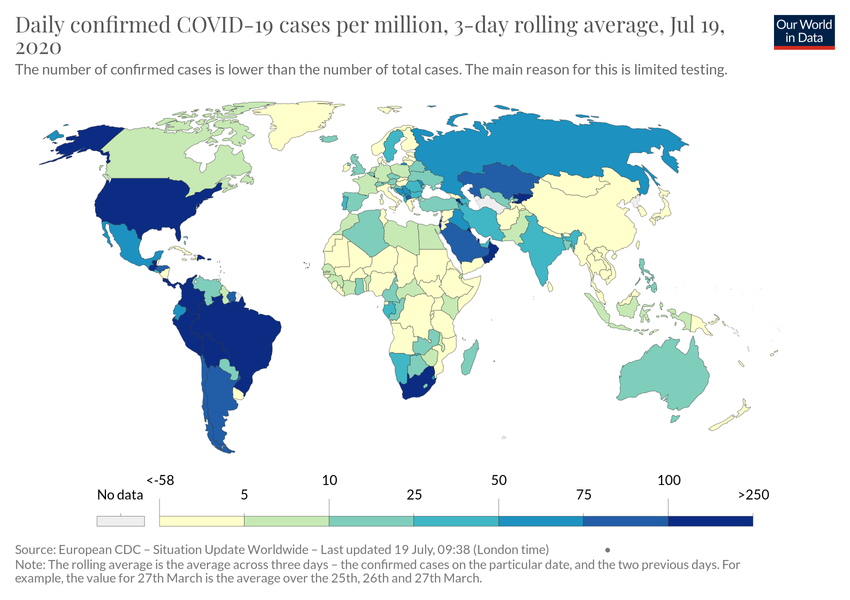 Daily confirmed COVID-19 cases per million, 3-day rolling average, Jul 19,
2020
Our World
in Data
The number of confirmed cases is lower than the number of total cases. The main reason for this is limited testing.
No data
<-58
5
10
25
50
75
100
>250
Source: European CDC – Situation Update Worldwide – Last updated 19 July, 09:38 (London time)
Note: The rolling average is the average across three days – the confirmed cases on the particular date, and the two previous days. For
example, the value for 27th March is the average over the 25th, 26th and 27th March.